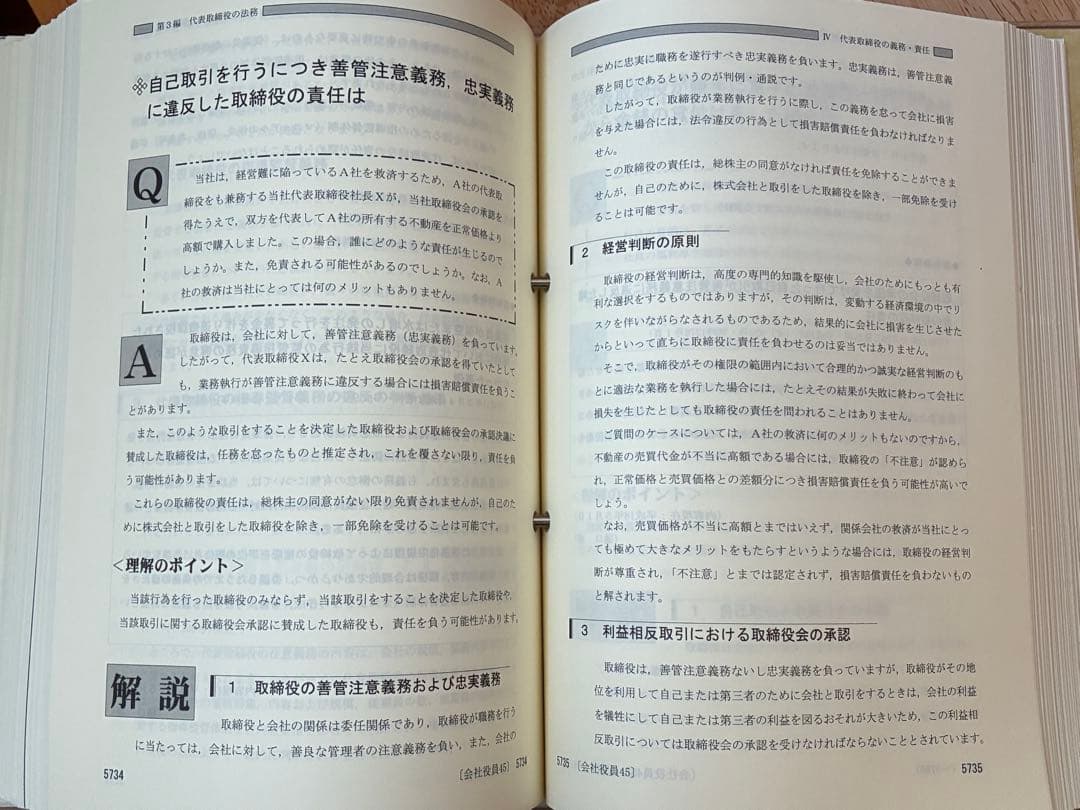 第3編 代表取締役の法務
※自己取引を行うにつき善管注意義務，忠実義務
に違反した取締役の責任は
Q
当社は，経営難に陥っているA社を救済するため，A社の代表取
締役をも兼務する当社代表取締役社長Xが，当社取締役会の承認を
得たうえで，双方を代表してA社の所有する不動産を正常価格より
高額で購入しました。この場合，誰にどのような責任が生じるので
しょうか。また，免責される可能性があるのでしょうか。なお，A
社の救済は当社にとっては何のメリットもありません。
A
取締役は，会社に対して，善管注意義務（忠実義務）を負っています。
したがって，代表取締役Xは，たとえ取締役会の承認を得ていたとして
も，業務執行が善管注意義務に違反する場合には損害賠償責任を負うこ
とがあります。
また，このような取引をすることを決定した取締役および取締役会の承認決議に
賛成した取締役は，任務を怠ったものと推定され，これを覆さない限り，責任を負
う可能性があります。
これらの取締役の責任は，総株主の同意がない限り免責されませんが，自己のた
めに株式会社と取引をした取締役を除き，一部免除を受けることは可能です。
＜理解のポイント＞
当該行為を行った取締役のみならず，当該取引をすることを決定した取締役や，
当該取引に関する取締役会承認に賛成した取締役も，責任を負う可能性があります。
解説
1 取締役の善管注意義務および忠実義務
取締役と会社の関係は委任関係であり，取締役が職務を行う
に当たっては，会社に対して，善良な管理者の注意義務を負い，また，会社の
5734
〔会社役員45〕 5734
Ⅳ 代表取締役の義務・責任
ために忠実に職務を遂行すべき忠実義務を負います。忠実義務は，善管注意義
務と同じであるというのが判例・通説です。
したがって，取締役が業務執行を行うに際し，この義務を怠って会社に損害
を与えた場合には，法令違反の行為として損害賠償責任を負わなければなりま
せん。
この取締役の責任は，総株主の同意がなければ責任を免除することができま
せんが，自己のために，株式会社と取引をした取締役を除き，一部免除を受け
ることは可能です。
2 経営判断の原則
取締役の経営判断は，高度の専門的知識を駆使し，会社のためにもっとも有
利な選択をするものではありますが，その判断は，変動する経済環境の中でリ
スクを伴いながらなされるものであるため，結果的に会社に損害を生じさせた
からといって直ちに取締役に責任を負わせるのは妥当ではありません。
そこで，取締役がその権限の範囲内において合理的かつ誠実な経営判断のも
とに適法な業務を執行した場合には，たとえその結果が失敗に終わって会社に
損失を生じたとしても取締役の責任を問われることはありません。
ご質問のケースについては，A社の救済に何のメリットもないのですから，
不動産の売買代金が不当に高額である場合には，取締役の「不注意」が認めら
れ，正常価格と売買価格との差額分につき損害賠償責任を負う可能性が高いで
しょう。
なお，売買価格が不当に高額とまではいえず，関係会社の救済が当社にとっ
ても極めて大きなメリットをもたらすというような場合には，取締役の経営判
断が尊重され，「不注意」とまでは認定されず，損害賠償責任を負わないもの
と解されます。
3 利益相反取引における取締役会の承認
取締役は，善管注意義務ないし忠実義務を負っていますが，取締役がその地
位を利用して自己または第三者のために会社と取引をするときは，会社の利益
を犠牲にして自己または第三者の利益を図るおそれが大きいため，この利益相
反取引については取締役会の承認を受けなければならないこととされています。
5735 〔会社役員45〕
5735